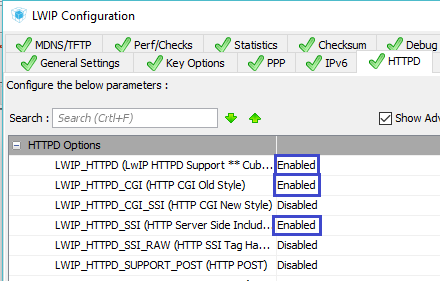 LWIP Configuration
MDNS/TFTP Perf/Checks Statistics Checksum Debug
General Settings Key Options PPP IPv6 HTTPD
Configure the below parameters :
Search : Search (Crtl+F) Show Adv
HTTPD Options
LWIP_HTTPD (LwIP HTTPD Support ** Cub... Enabled
LWIP_HTTPD_CGI (HTTP CGI Old Style) Enabled
LWIP_HTTPD_CGI_SSI (HTTP CGI New Style) Disabled
LWIP_HTTPD_SSI (HTTP Server Side Includ... Enabled
LWIP_HTTPD_SSI_RAW (HTTP SSI Tag Ha... Disabled
LWIP_HTTPD_SUPPORT_POST (HTTP POST) Disabled